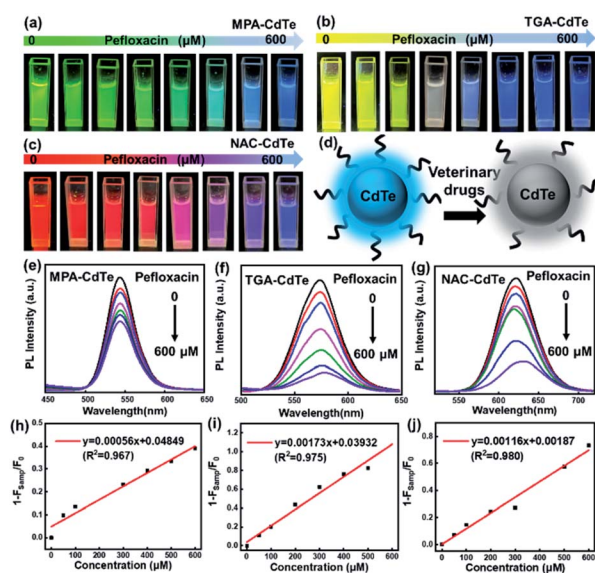 (a) MPA-CdTe
0 Pefloxacin (μM) 600
(b) TGA-CdTe
0 Pefloxacin (μM) 600
(c) NAC-CdTe
0 Pefloxacin (μM) 600
(d)
CdTe
Veterinary
drugs
CdTe
(e)
MPA-CdTe Pefloxacin
0
600 μM
PL Intensity (a.u.)
450 500 550 600 650
Wavelength(nm)
(f)
TGA-CdTe Pefloxacin
0
600 μM
PL Intensity (a.u.)
500 550 600 650
Wavelength(nm)
(g)
NAC-CdTe Pefloxacin
0
600 μM
PL Intensity (a.u.)
550 600 650 700
Wavelength(nm)
(h)
y=0.00056x+0.04849
(R²=0.967)
1-FSamp/F0
0.5
0.4
0.3
0.2
0.1
0.0
0 100 200 300 400 500 600
Concentration (μM)
(i)
y=0.00173x+0.03932
(R²=0.975)
1-FSamp/F0
1.4
1.2
1.0
0.8
0.6
0.4
0.2
0.0
0 100 200 300 400 500 600
Concentration (μM)
(j)
y=0.00116x+0.00187
(R²=0.980)
1-FSamp/F0
0.8
0.6
0.4
0.2
0.0
0 100 200 300 400 500 600
Concentration (μM)